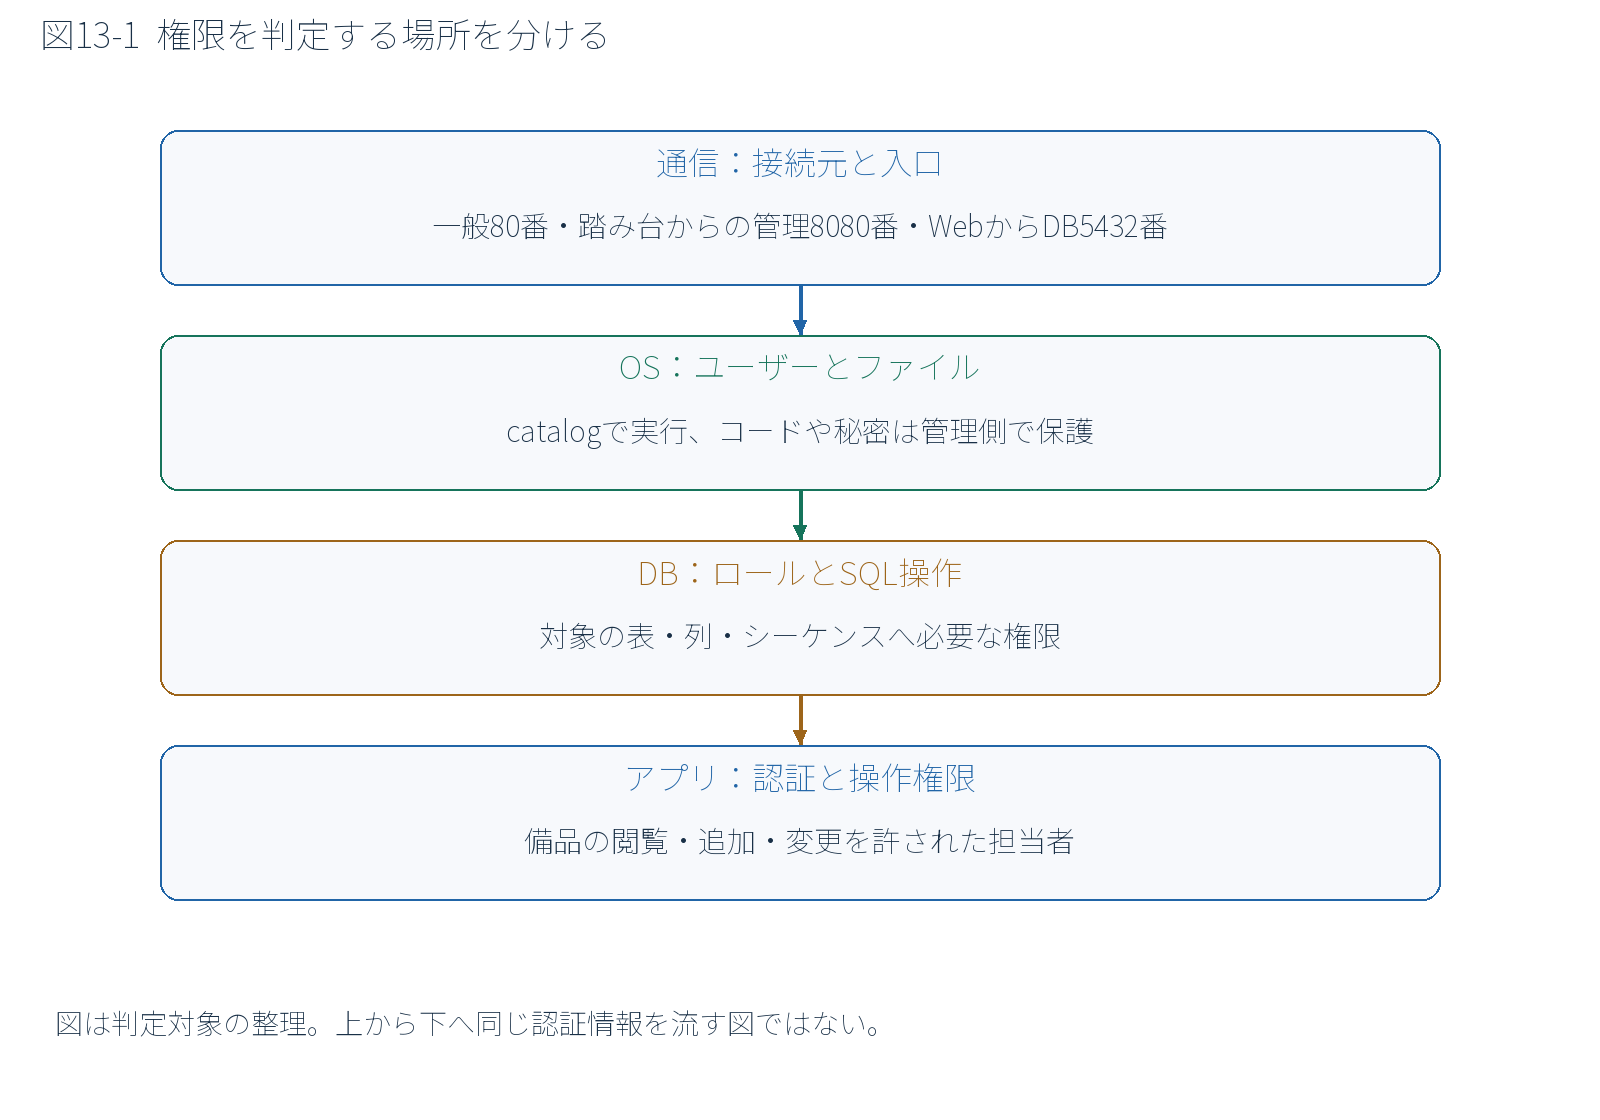 図13-1 権限を判定する場所を分ける
通信：接続元と入口
一般80番・踏み台からの管理8080番・WebからDB5432番
OS：ユーザーとファイル
catalogで実行、コードや秘密は管理側で保護
DB：ロールとSQL操作
対象の表・列・シーケンスへ必要な権限
アプリ：認証と操作権限
備品の閲覧・追加・変更を許された担当者
図は判定対象の整理。上から下へ同じ認証情報を流す図ではない。